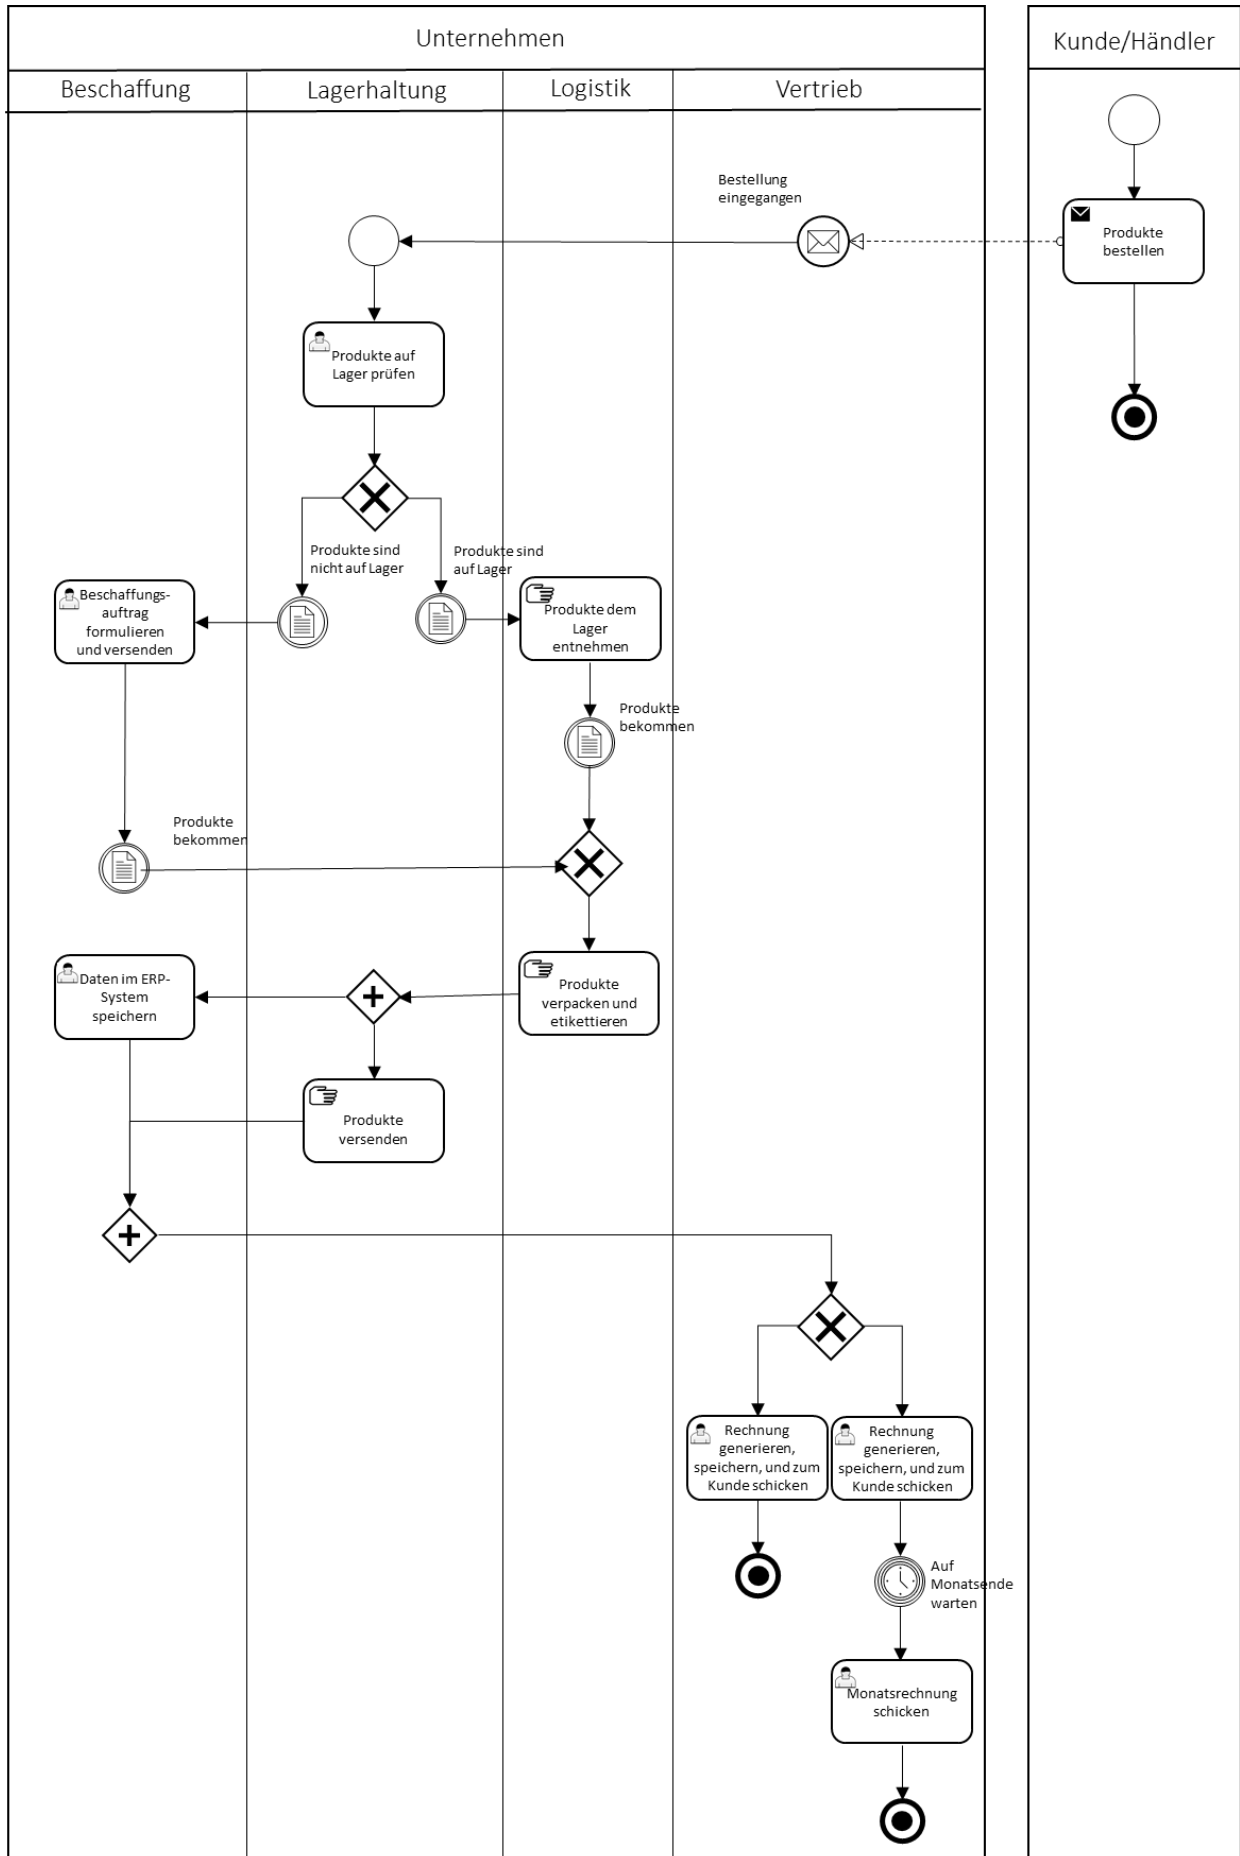 Unternehmen
Kunde/Händler
Beschaffung
Lagerhaltung
Logistik
Vertrieb
Bestellung
eingegangen
Produkte
bestellen
Produkte auf
Lager prüfen
Produkte sind
nicht auf Lager
Produkte sind
auf Lager
Beschaffungs-
auftrag
formulieren
und versenden
Produkte dem
Lager
entnehmen
Produkte
bekommen
Produkte
bekommen
Daten im ERP-
System
speichern
Produkte
verpacken und
etikettieren
Produkte
versenden
Rechnung
generieren,
speichern, und zum
Kunde schicken
Rechnung
generieren,
speichern, und zum
Kunde schicken
Auf
Monatsende
warten
Monatsrechnung
schicken